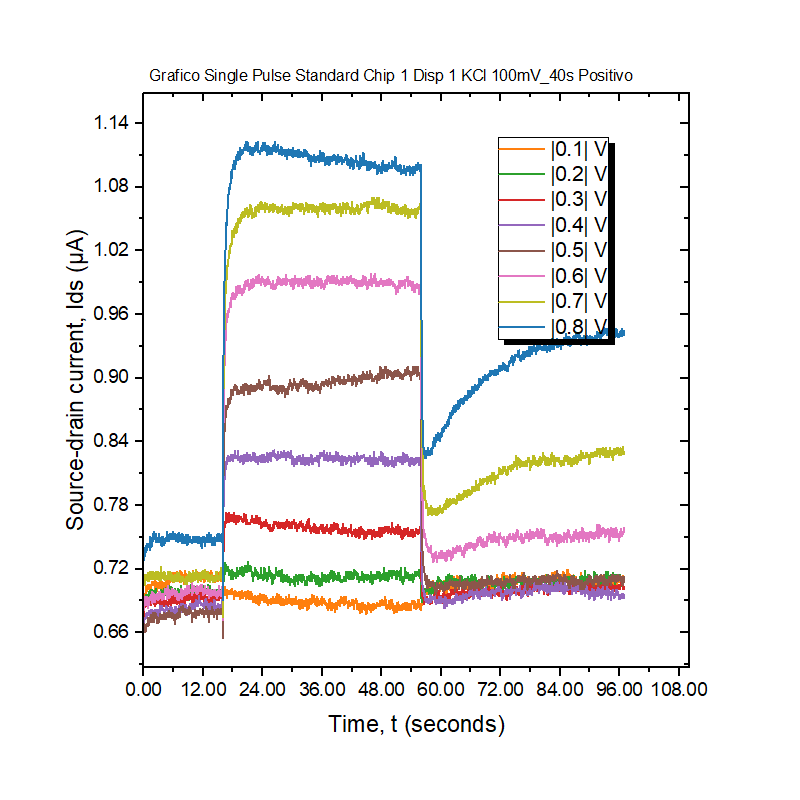 Grafico Single Pulse Standard Chip 1 Disp 1 KCl 100mV_40s Positivo
1.14
1.08
1.02
0.96
0.90
0.84
0.78
0.72
0.66
Source-drain current, Ids (μA)
|0.1| V
|0.2| V
|0.3| V
|0.4| V
|0.5| V
|0.6| V
|0.7| V
|0.8| V
0.00 12.00 24.00 36.00 48.00 60.00 72.00 84.00 96.00 108.00
Time, t (seconds)